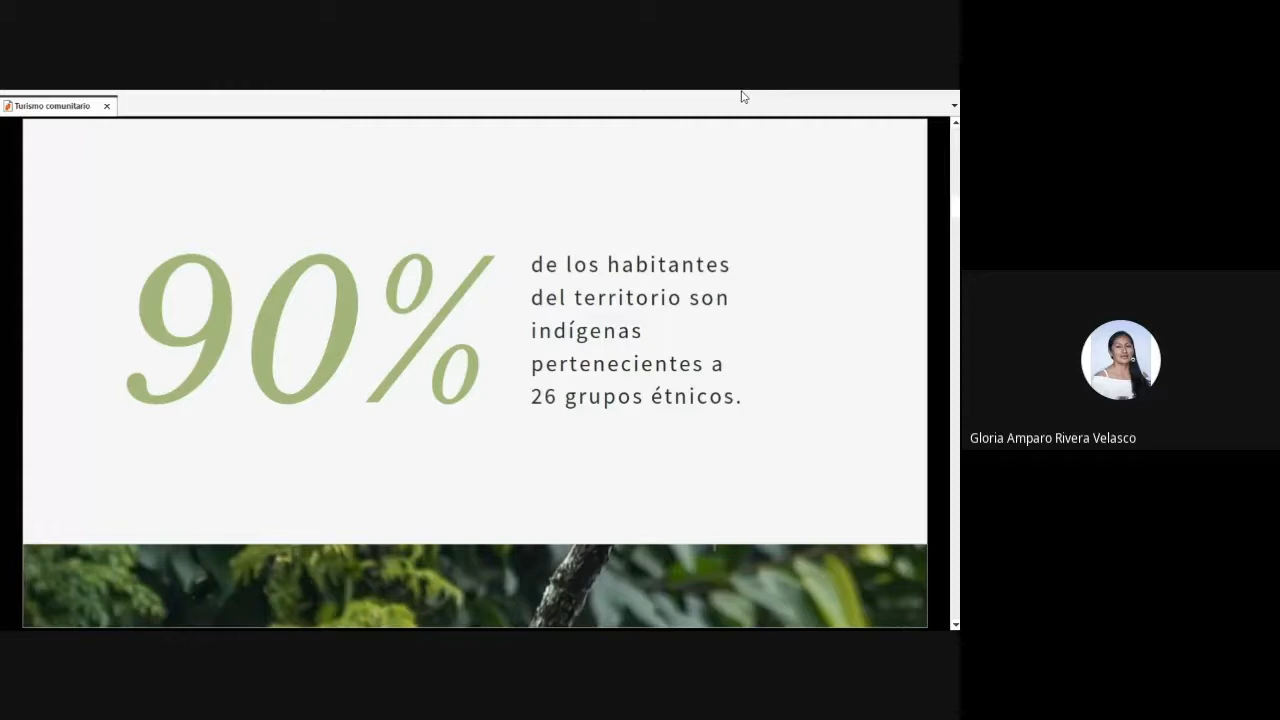 Turismo comunitario
90%
de los habitantes
del territorio son
indígenas
pertenecientes a
26 grupos étnicos.
Gloria Amparo Rivera Velasco